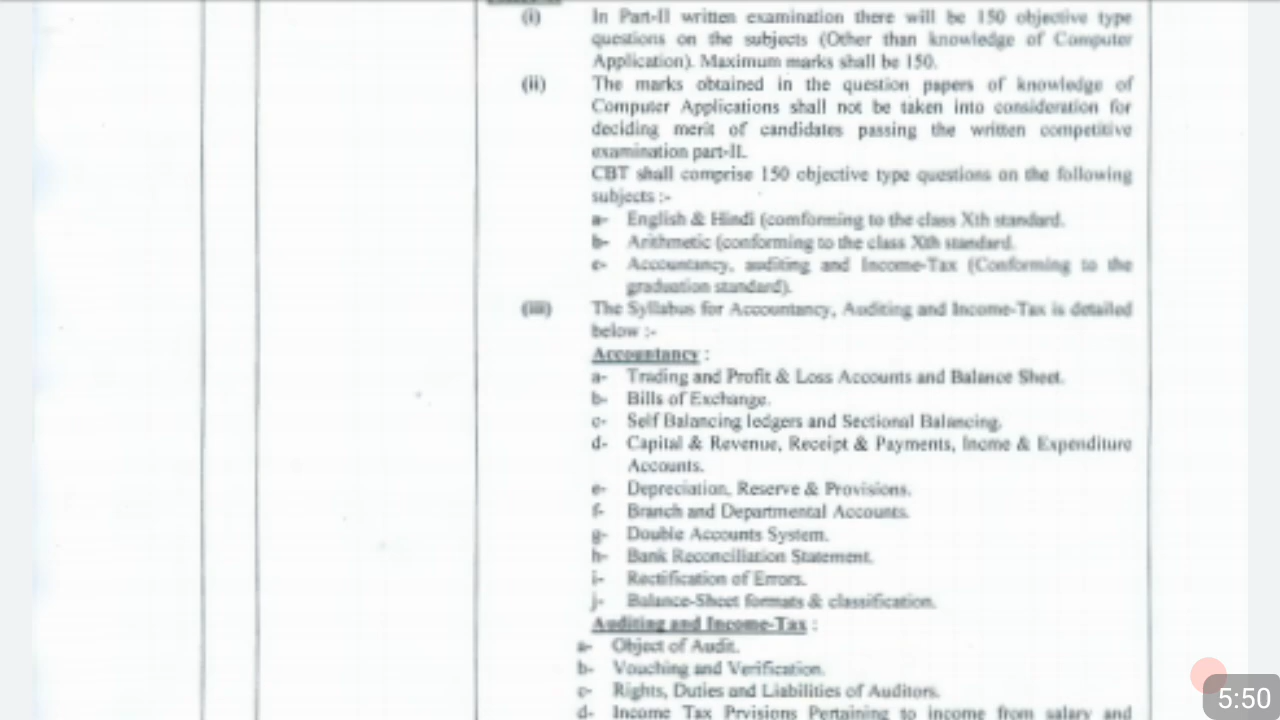 (i) In Part-II written examination there will be 150 objective type
questions on the subjects (Other than knowledge of Computer
Application). Maximum marks shall be 150.
(ii) The marks obtained in the question papers of knowledge of
Computer Applications shall not be taken into consideration for
deciding merit of candidates passing the written competitive
examination part-II.
CBT shall comprise 150 objective type questions on the following
subjects :-
a- English & Hindi (comforming to the class Xth standard.
b- Arithmetic (conforming to the class Xth standard.
c- Accountancy, auditing and Income-Tax (Conforming to the
graduation standard).
(iii) The Syllabus for Accountancy, Auditing and Income-Tax is detailed
below :-
Accountancy :
a- Trading and Profit & Loss Accounts and Balance Sheet.
b- Bills of Exchange.
c- Self Balancing ledgers and Sectional Balancing.
d- Capital & Revenue, Receipt & Payments, Income & Expenditure
Accounts.
e- Depreciation, Reserve & Provisions.
f- Branch and Departmental Accounts.
g- Double Accounts System.
h- Bank Reconciliation Statement.
i- Rectification of Errors.
j- Balance-Sheet formats & classification.
Auditing and Income-Tax :
a- Object of Audit.
b- Vouching and Verification.
c- Rights, Duties and Liabilities of Auditors.
d- Income Tax Prvisions Pertaining to income from salary and
5:50